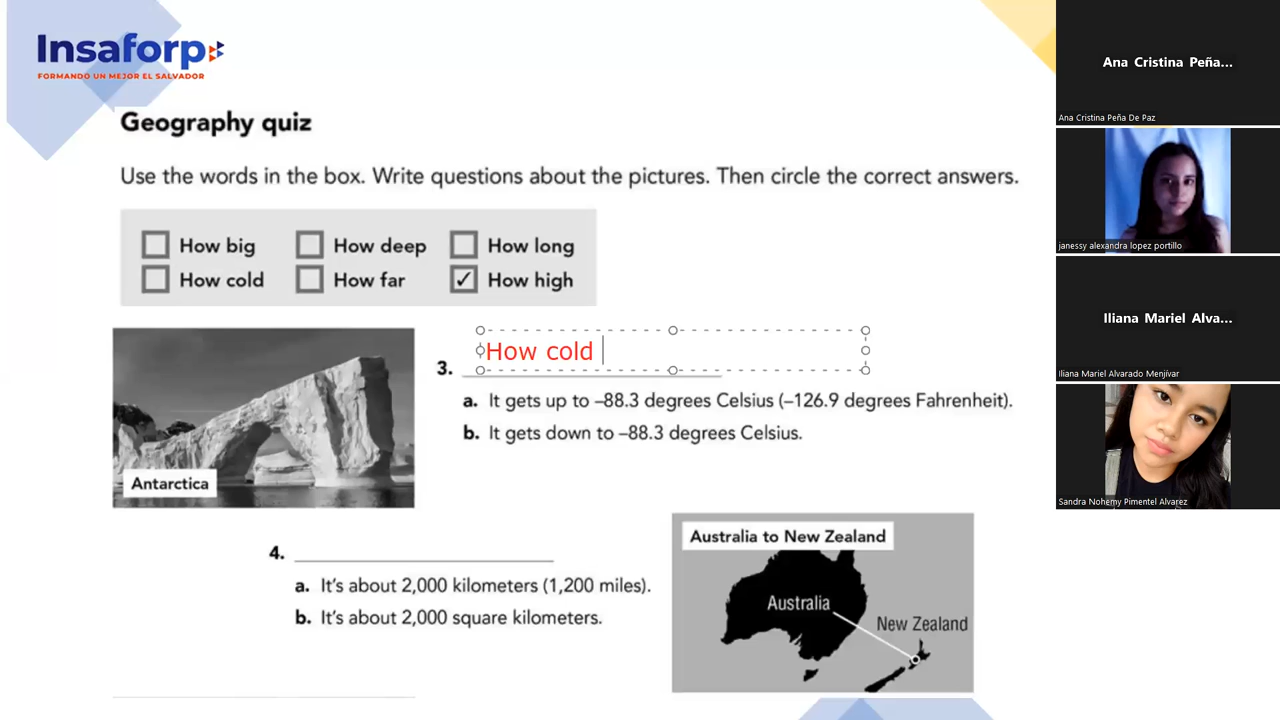 Insaforp
FORMANDO UN MEJOR EL SALVADOR
Geography quiz
Use the words in the box. Write questions about the pictures. Then circle the correct answers.
How big How deep How long
How cold How far ✓ How high
How cold
3.
a. It gets up to –88.3 degrees Celsius (–126.9 degrees Fahrenheit).
b. It gets down to –88.3 degrees Celsius.
Antarctica
4.
a. It's about 2,000 kilometers (1,200 miles).
b. It's about 2,000 square kilometers.
Australia to New Zealand
Australia
New Zealand
Ana Cristina Peña...
Ana Cristina Peña De Paz
janessy alexandra lopez portillo
Iliana Mariel Alva...
Iliana Mariel Alvarado Menjívar
Sandra Nohemy Pimentel Alvarez